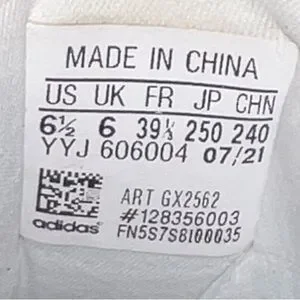 MADE IN CHINA
US UK FR JP CHN
6½ 6 39⅓ 250 240
YYJ 606004 07/21
ART GX2562
#128356003
adidas FN5S7S8I00035